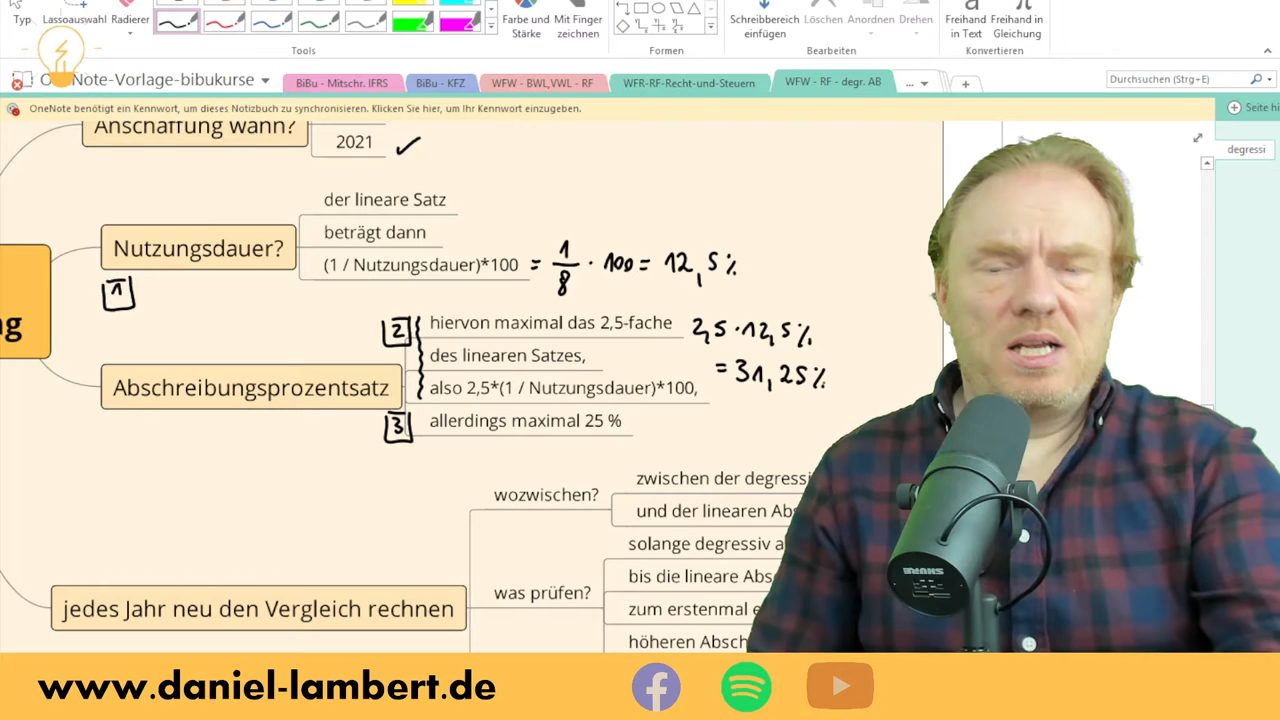 Typ
Lassoauswahl
Radierer
Farbe und
Stärke
Mit Finger
zeichnen
Schreibbereich
einfügen
Löschen
Anordnen
Drehen
Freihand
in Text
Freihand in
Gleichung
Tools
Formen
Bearbeiten
Konvertieren
Note-Vorlage-bibukurse
BiBu - Mitschr. IFRS
BiBu - KFZ
WFW - BWL,VWL - RF
WFR-RF-Recht-und-Steuern
WFW - RF - degr. AB
...
Durchsuchen (Strg+E)
OneNote benötigt ein Kennwort, um dieses Notizbuch zu synchronisieren. Klicken Sie hier, um Ihr Kennwort einzugeben.
Seite hi
degressi
Anschaffung wann?
2021 ✓
der lineare Satz
Nutzungsdauer?
beträgt dann
(1 / Nutzungsdauer)*100 = 1/8 · 100 = 12,5 %
1
2 hiervon maximal das 2,5-fache 2,5 · 12,5 %
des linearen Satzes,
= 31,25 %
Abschreibungsprozentsatz
also 2,5*(1 / Nutzungsdauer)*100,
3 allerdings maximal 25 %
ng
zwischen der degressi
wozwischen?
und der linearen Abs
solange degressiv a
bis die lineare Abs
was prüfen?
zum erstenmal e
jedes Jahr neu den Vergleich rechnen
höheren Absch
SHURE
www.daniel-lambert.de